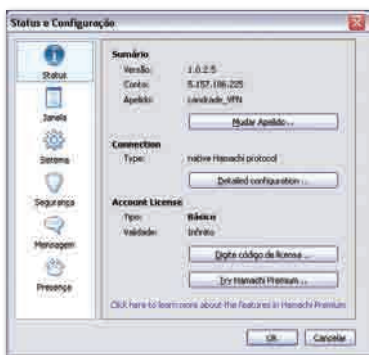 Status e Configuração
Status
Janela
Sistema
Segurança
Mensagem
Presença
Sumário
Versão: 1.0.2.5
Conta: 5.157.186.225
Apelido: candrade_VPN
Mudar Apelido...
Connection
Type: native Hamachi protocol
Detailed configuration ...
Account License
Tipo: Básico
Validade: Infinito
Digite código de license ...
Try Hamachi Premium ...
Click here to learn more about the features in Hamachi Premium
OK
Cancelar